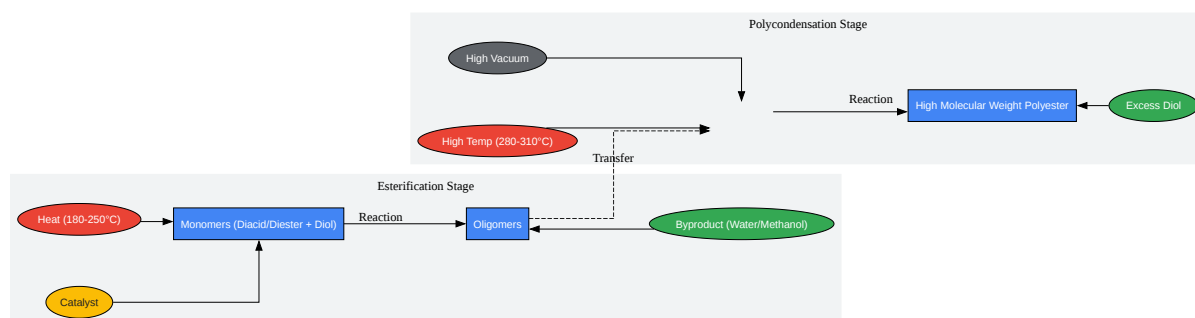 Polycondensation Stage
High Vacuum
Reaction
High Molecular Weight Polyester
Excess Diol
High Temp (280-310°C)
Transfer
Esterification Stage
Heat (180-250°C)
Monomers (Diacid/Diester + Diol)
Reaction
Oligomers
Byproduct (Water/Methanol)
Catalyst